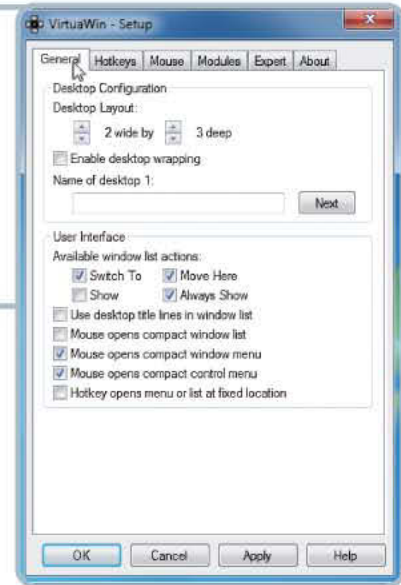 VirtuaWin - Setup
General Hotkeys Mouse Modules Expert About
Desktop Configuration
Desktop Layout:
2 wide by 3 deep
Enable desktop wrapping
Name of desktop 1:
Next
User Interface
Available window list actions:
Switch To Move Here
Show Always Show
Use desktop title lines in window list
Mouse opens compact window list
Mouse opens compact window menu
Mouse opens compact control menu
Hotkey opens menu or list at fixed location
OK Cancel Apply Help